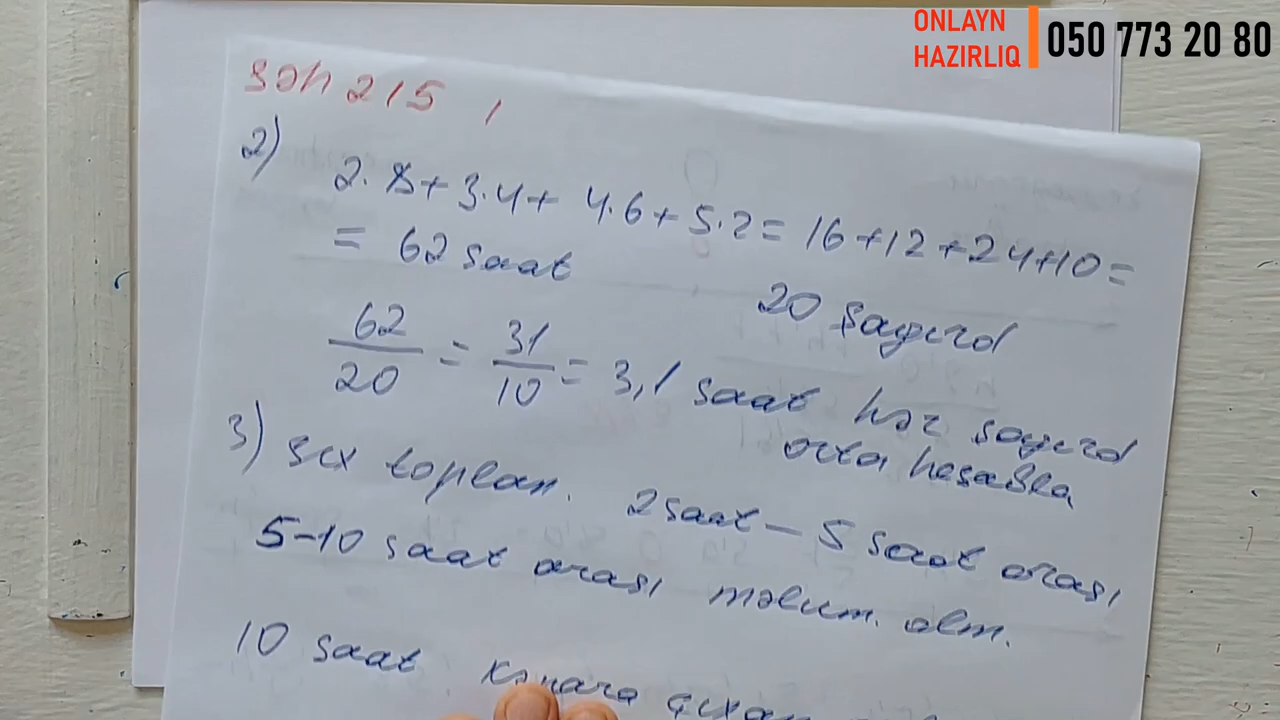 ONLAYN
HAZIRLIQ
050 773 20 80
səh 215
2) 2·8+3·4+4·6+5·2=16+12+24+10=
= 62 saat
20 şagird
62/20 = 31/10 = 3,1 saat hər şagird
orta hesabla
3) sıx toplan. 2 saat – 5 saat arası
5-10 saat arası məlum. olm.
10 saat kənara çıxan